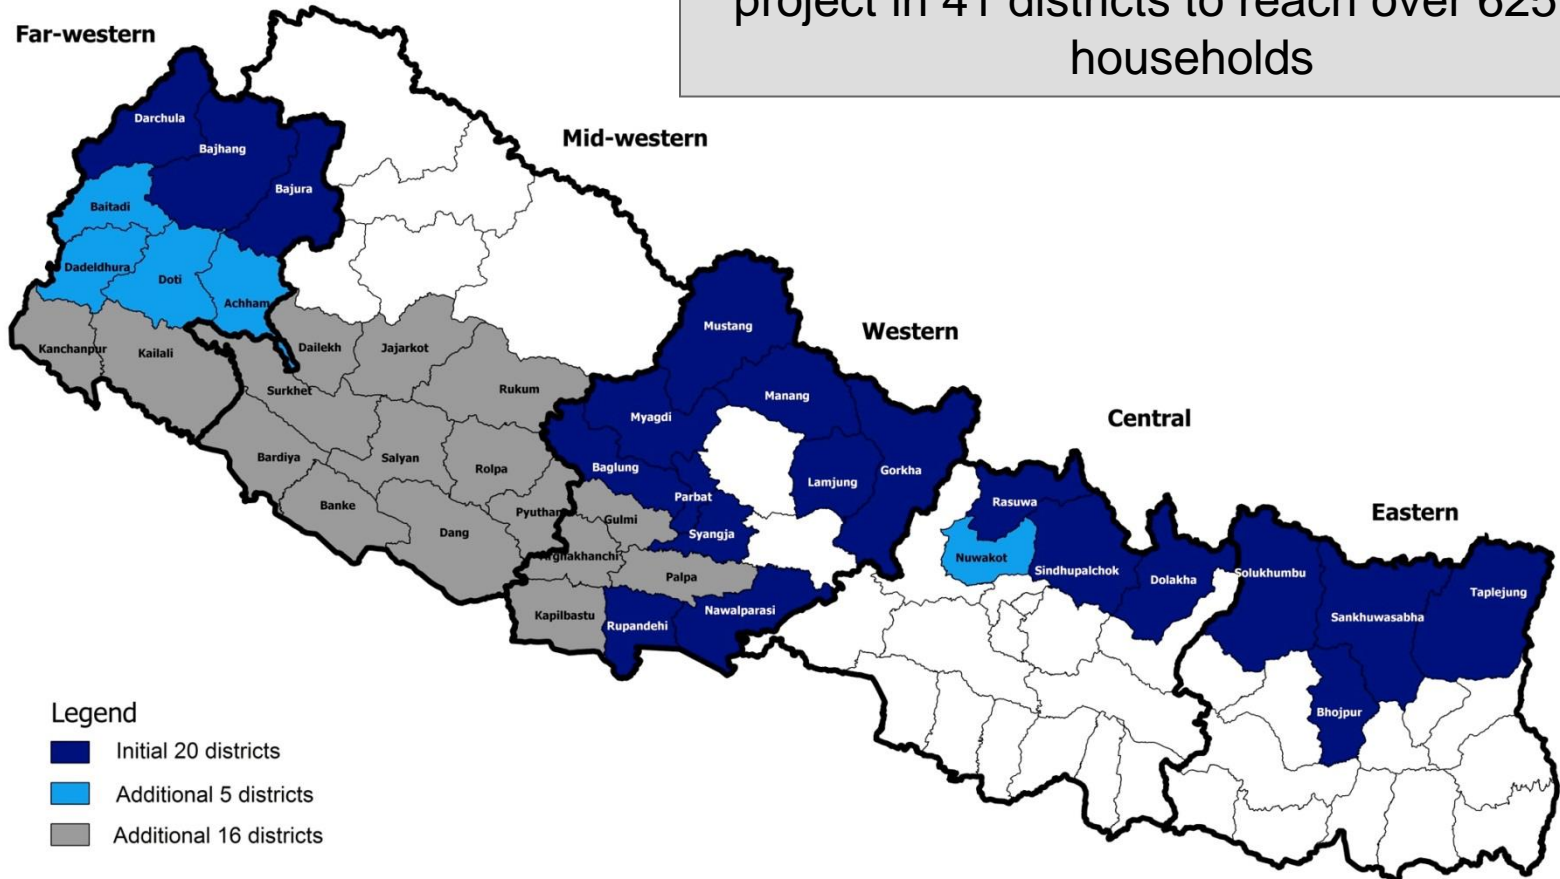 project in 41 districts to reach over 625
households
Far-western
Mid-western
Western
Central
Eastern
Darchula
Bajhang
Bajura
Baitadi
Dadeldhura
Doti
Achham
Kanchanpur
Kailali
Dailekh
Jajarkot
Surkhet
Rukum
Bardiya
Salyan
Rolpa
Banke
Dang
Pyuthan
Mustang
Manang
Myagdi
Baglung
Parbat
Lamjung
Gorkha
Syangja
Gulmi
Arghakhanchi
Palpa
Kapilbastu
Rupandehi
Nawalparasi
Rasuwa
Nuwakot
Sindhupalchok
Dolakha
Solukhumbu
Sankhuwasabha
Taplejung
Bhojpur
Legend
Initial 20 districts
Additional 5 districts
Additional 16 districts